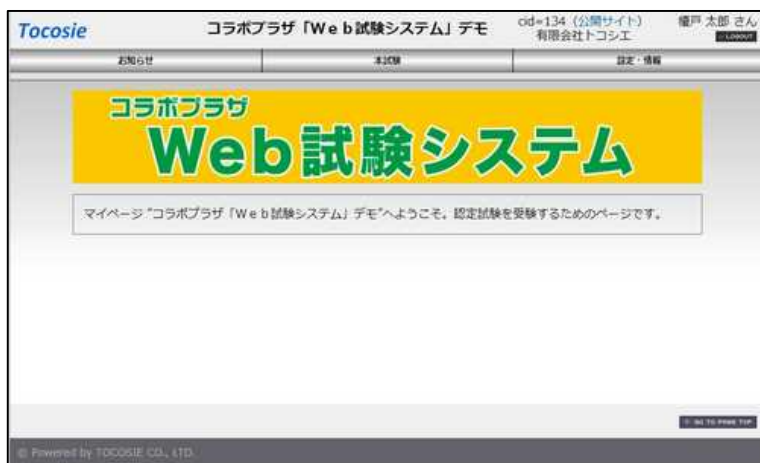 Tocosie
コラボプラザ「Ｗｅｂ試験システム」デモ
cid=134 (公開サイト)
有限会社トコシエ
榎戸 太郎 さん
LOGOUT
お知らせ
本試験
設定・情報
コラボプラザ
Web試験システム
マイページ "コラボプラザ「Ｗｅｂ試験システム」デモ"へようこそ。認定試験を受験するためのページです。
GO TO PAGE TOP
© Powered by TOCOSIE CO., LTD.